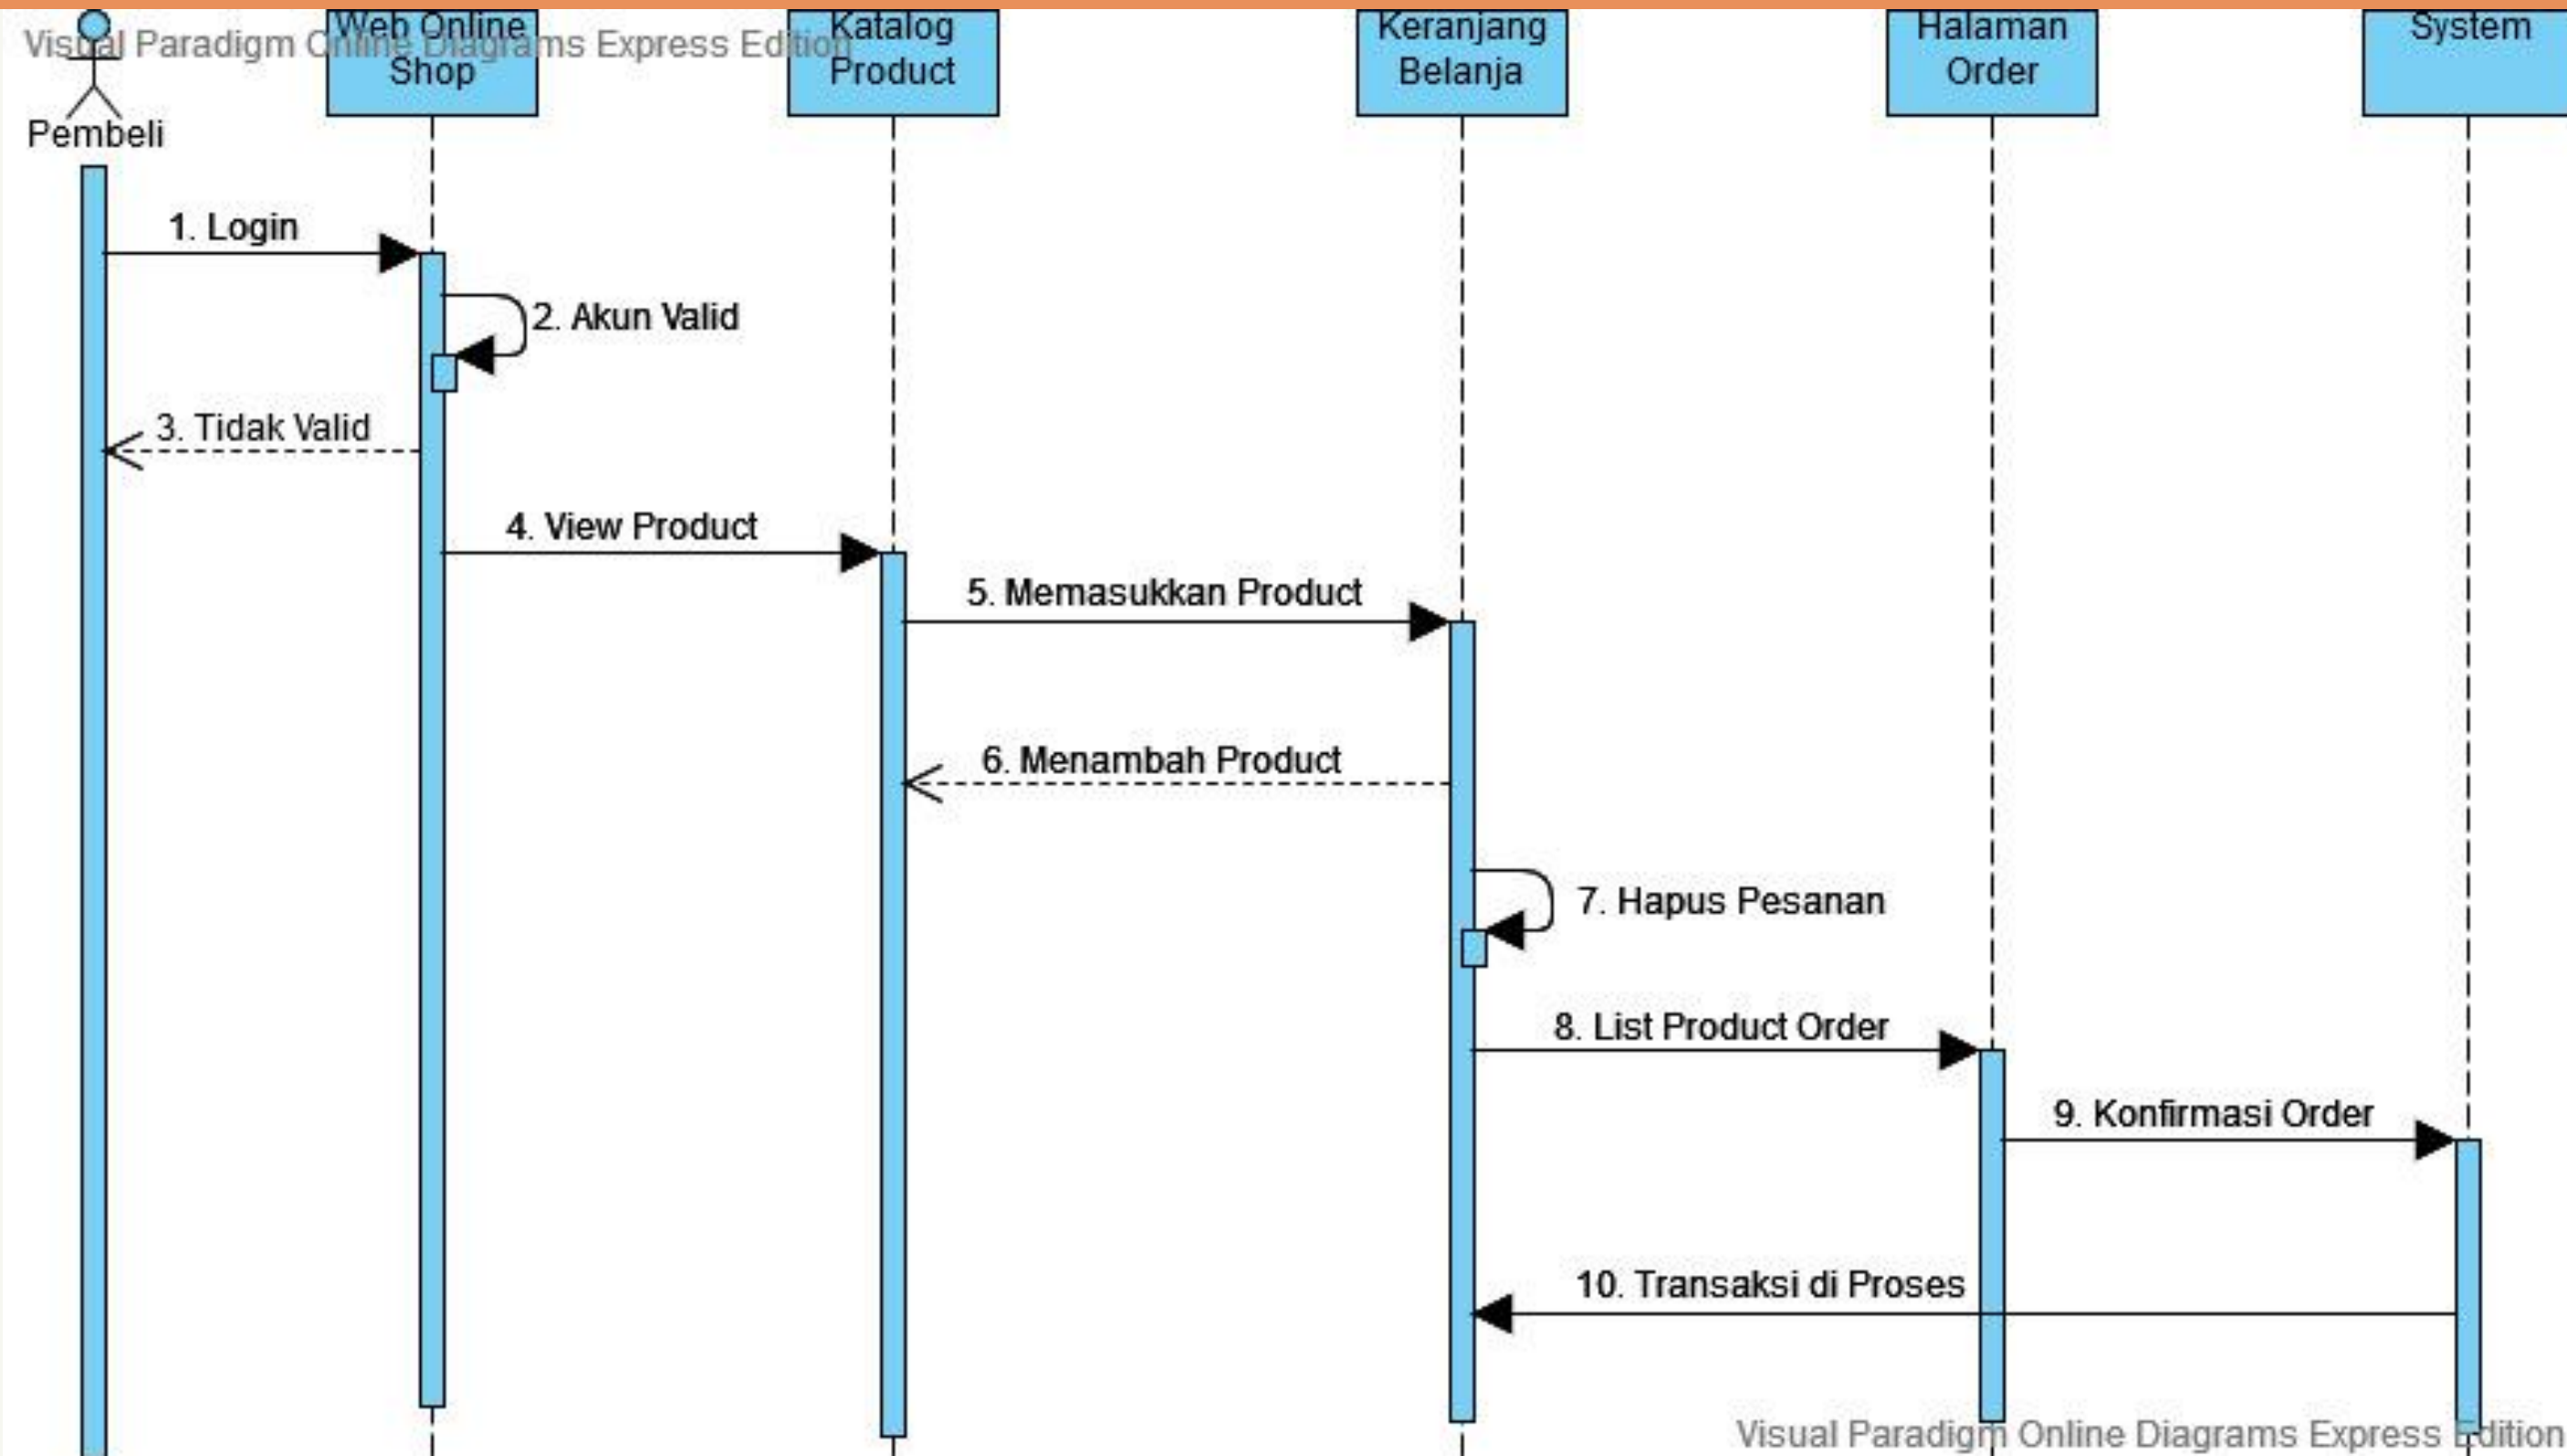 Visual Paradigm Online Diagrams Express Edition
Web Online
Shop
Katalog
Product
Keranjang
Belanja
Halaman
Order
System
Pembeli
1. Login
2. Akun Valid
3. Tidak Valid
4. View Product
5. Memasukkan Product
6. Menambah Product
7. Hapus Pesanan
8. List Product Order
9. Konfirmasi Order
10. Transaksi di Proses
Visual Paradigm Online Diagrams Express Edition